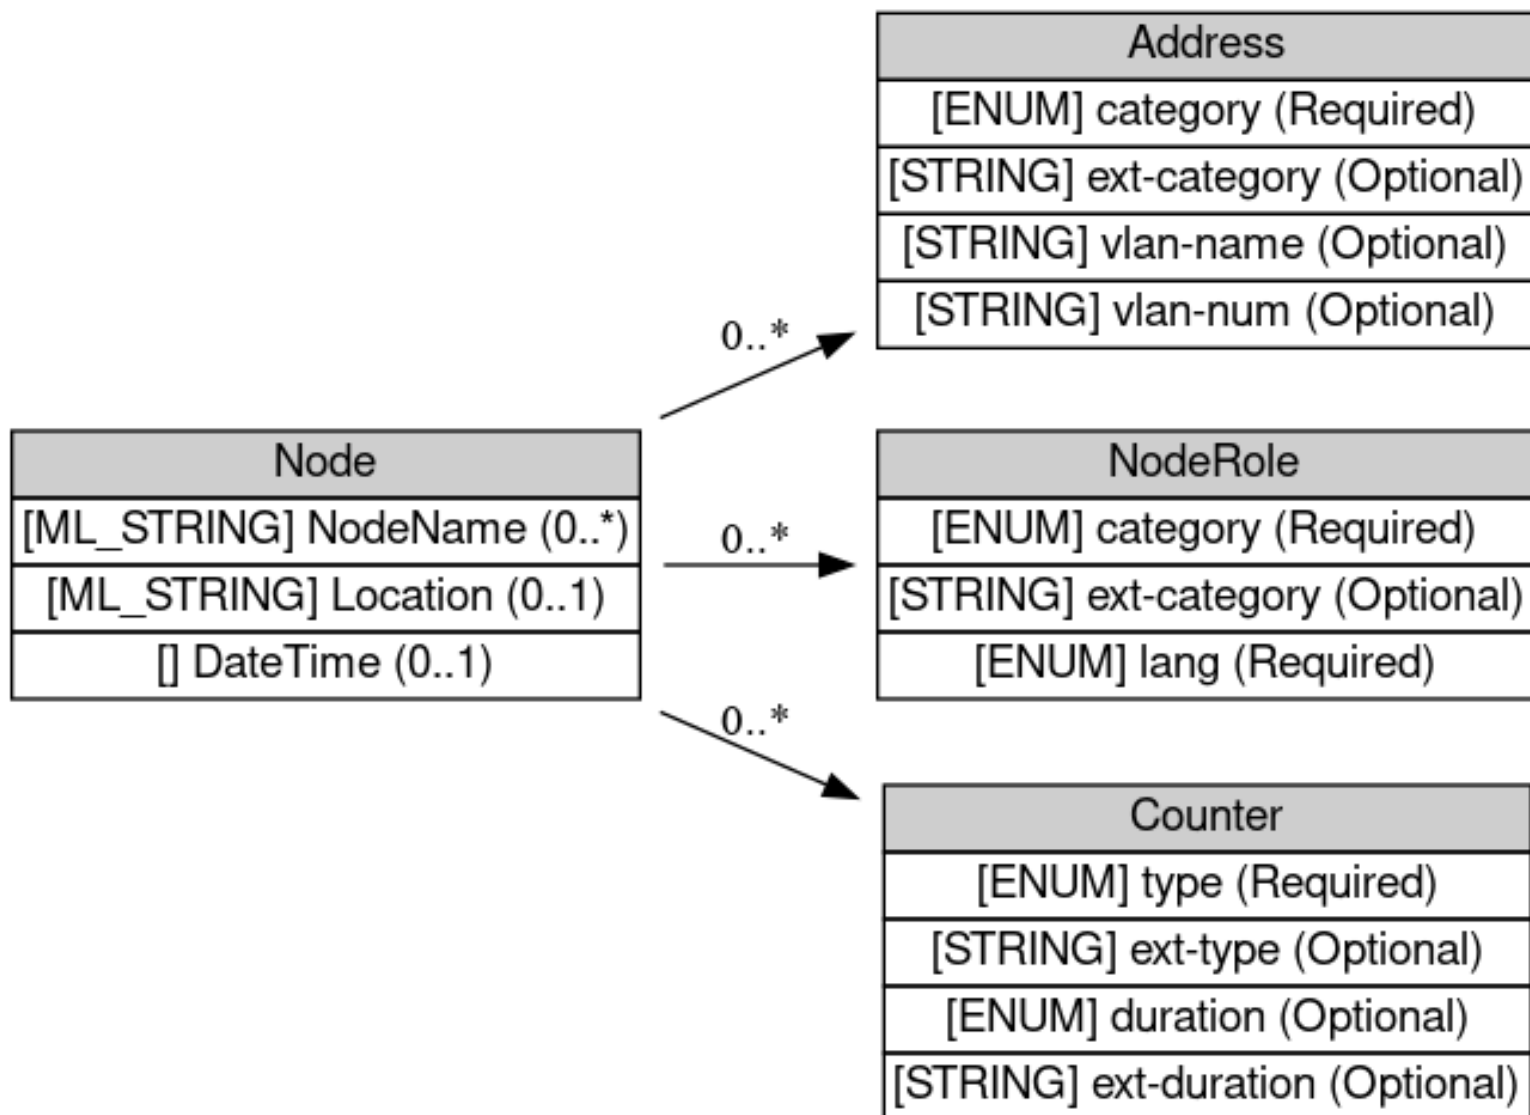 Address
[ENUM] category (Required)
[STRING] ext-category (Optional)
[STRING] vlan-name (Optional)
[STRING] vlan-num (Optional)
0..*
Node
[ML_STRING] NodeName (0..*)
[ML_STRING] Location (0..1)
[] DateTime (0..1)
0..*
NodeRole
[ENUM] category (Required)
[STRING] ext-category (Optional)
[ENUM] lang (Required)
0..*
Counter
[ENUM] type (Required)
[STRING] ext-type (Optional)
[ENUM] duration (Optional)
[STRING] ext-duration (Optional)